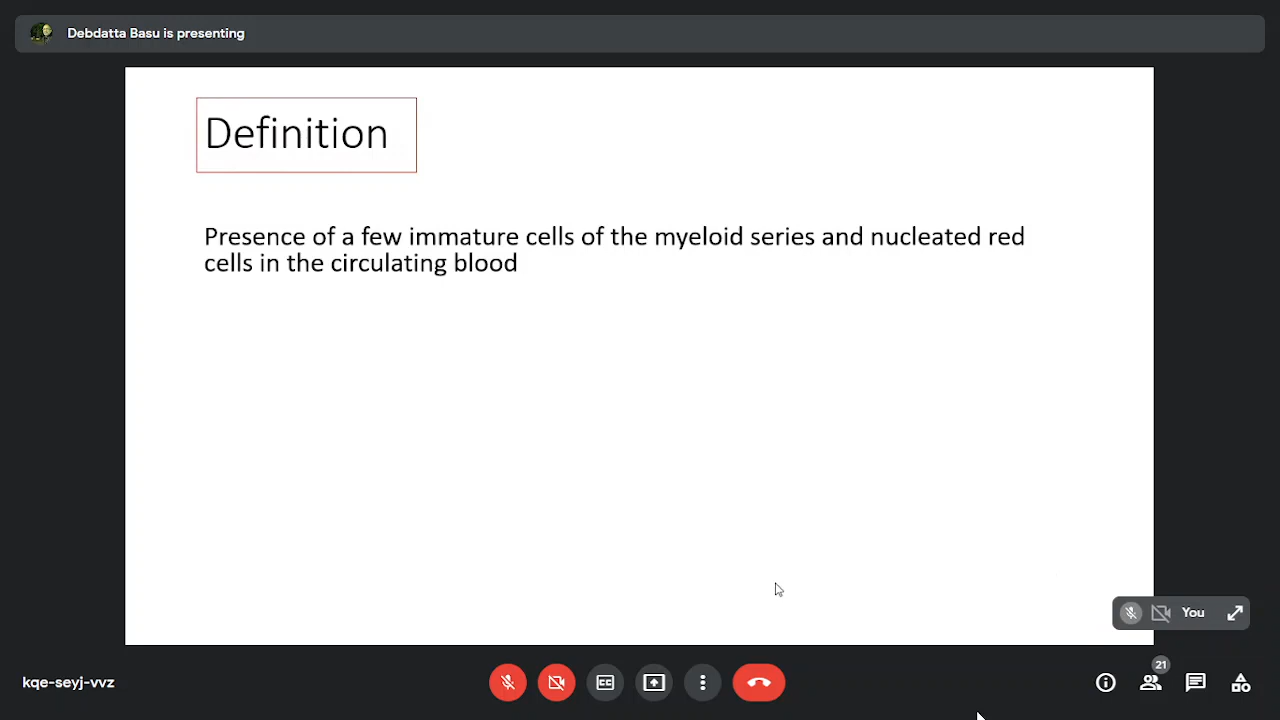 Debdatta Basu is presenting
Definition
Presence of a few immature cells of the myeloid series and nucleated red
cells in the circulating blood
You
kqe-seyj-vvz
CC
21